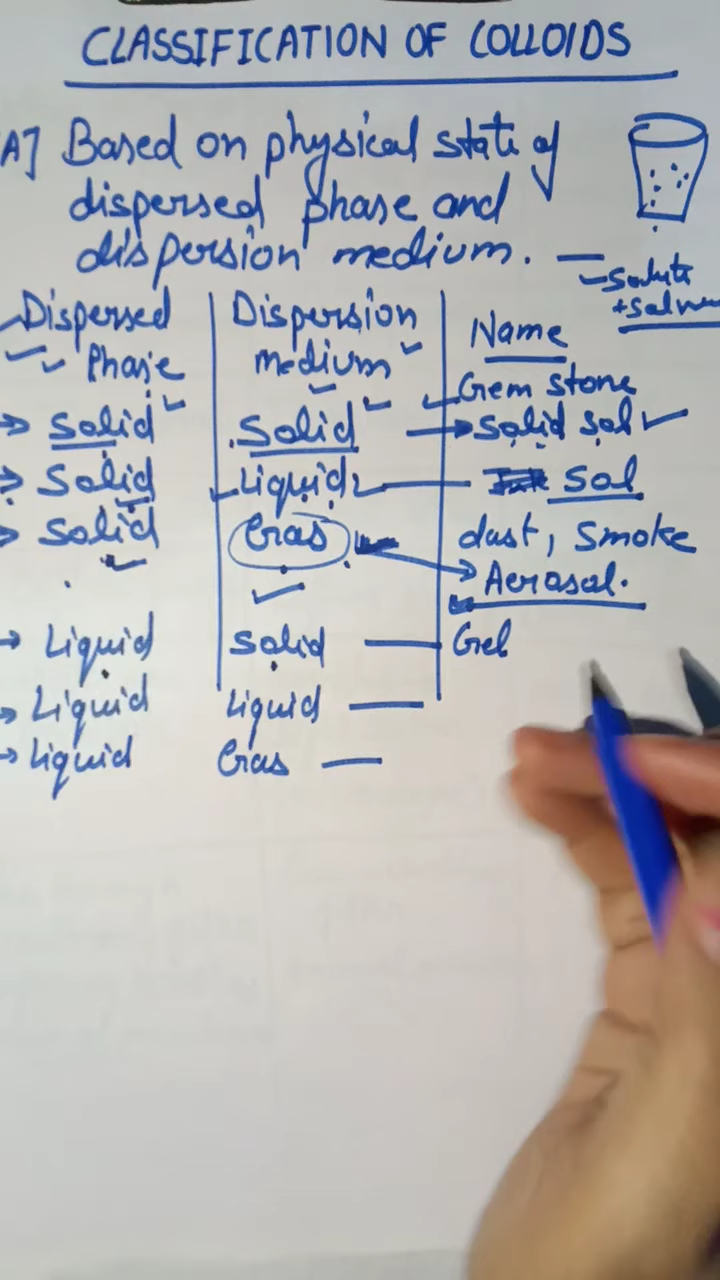 CLASSIFICATION OF COLLOIDS
A] Based on physical state of
dispersed phase and
dispersion medium. —
Solute
+ Solven
Dispersed Phase
Dispersion medium
Name
Gem stone
→ Solid Solid → Solid sol
→ Solid Liquid — Sol
→ Solid Gas dust, Smoke
→ Aerosal.
→ Liquid Solid — Gel
→ Liquid Liquid —
→ Liquid Gas —